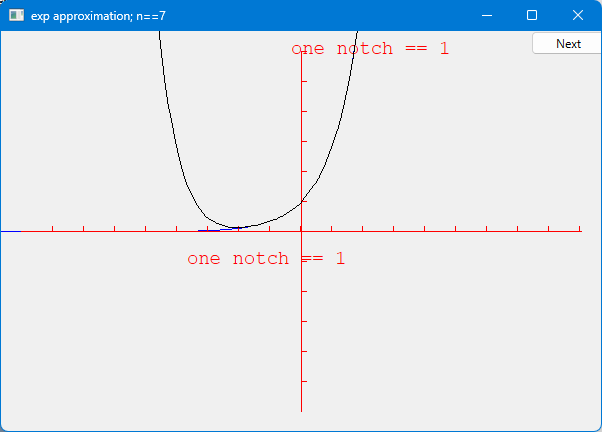 exp approximation; n==7
one notch == 1
Next
one notch == 1